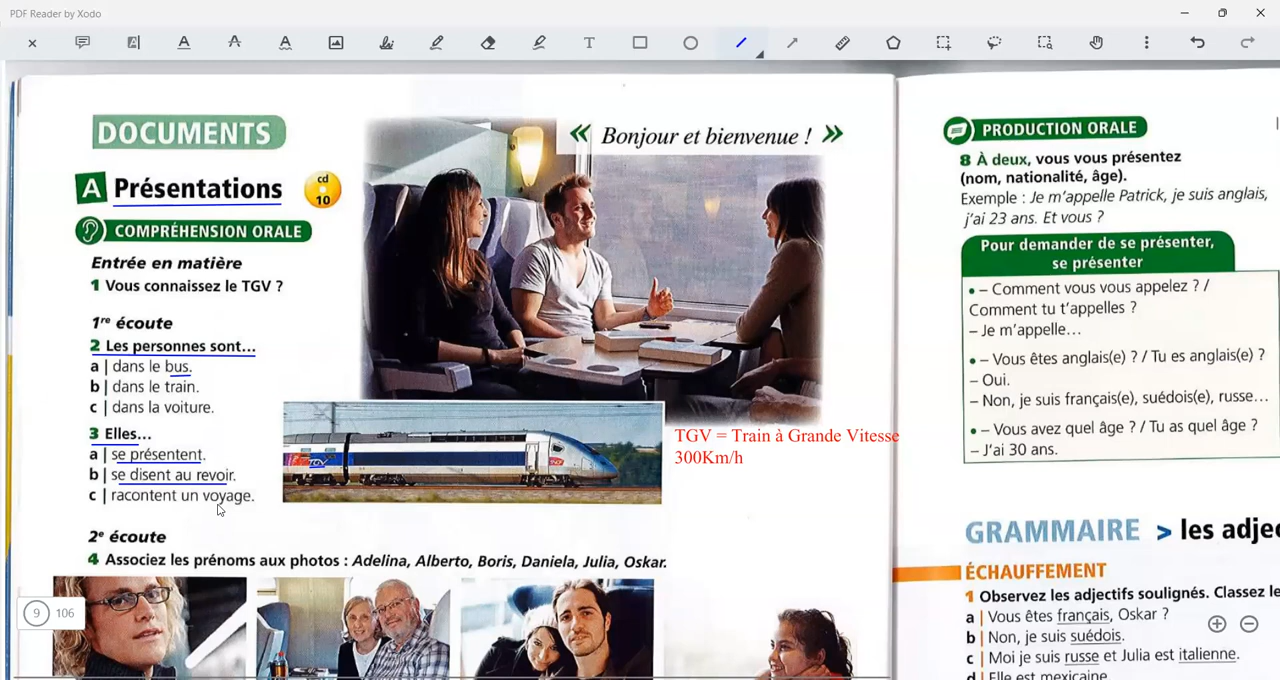 PDF Reader by Xodo
DOCUMENTS
« Bonjour et bienvenue ! »
A Présentations
cd
10
COMPRÉHENSION ORALE
Entrée en matière
1 Vous connaissez le TGV ?
1re écoute
2 Les personnes sont...
a | dans le bus.
b | dans le train.
c | dans la voiture.
3 Elles...
a | se présentent.
b | se disent au revoir.
c | racontent un voyage.
TGV
TGV = Train à Grande Vitesse
300Km/h
2e écoute
4 Associez les prénoms aux photos : Adelina, Alberto, Boris, Daniela, Julia, Oskar.
9 106
PRODUCTION ORALE
8 À deux, vous vous présentez
(nom, nationalité, âge).
Exemple : Je m'appelle Patrick, je suis anglais,
j'ai 23 ans. Et vous ?
Pour demander de se présenter,
se présenter
• – Comment vous vous appelez ? /
Comment tu t'appelles ?
– Je m'appelle...
• – Vous êtes anglais(e) ? / Tu es anglais(e) ?
– Oui.
– Non, je suis français(e), suédois(e), russe...
• – Vous avez quel âge ? / Tu as quel âge ?
– J'ai 30 ans.
GRAMMAIRE > les adjec
ÉCHAUFFEMENT
1 Observez les adjectifs soulignés. Classez le
a | Vous êtes français, Oskar ?
b | Non, je suis suédois.
c | Moi je suis russe et Julia est italienne.
d | Elle est mexicaine